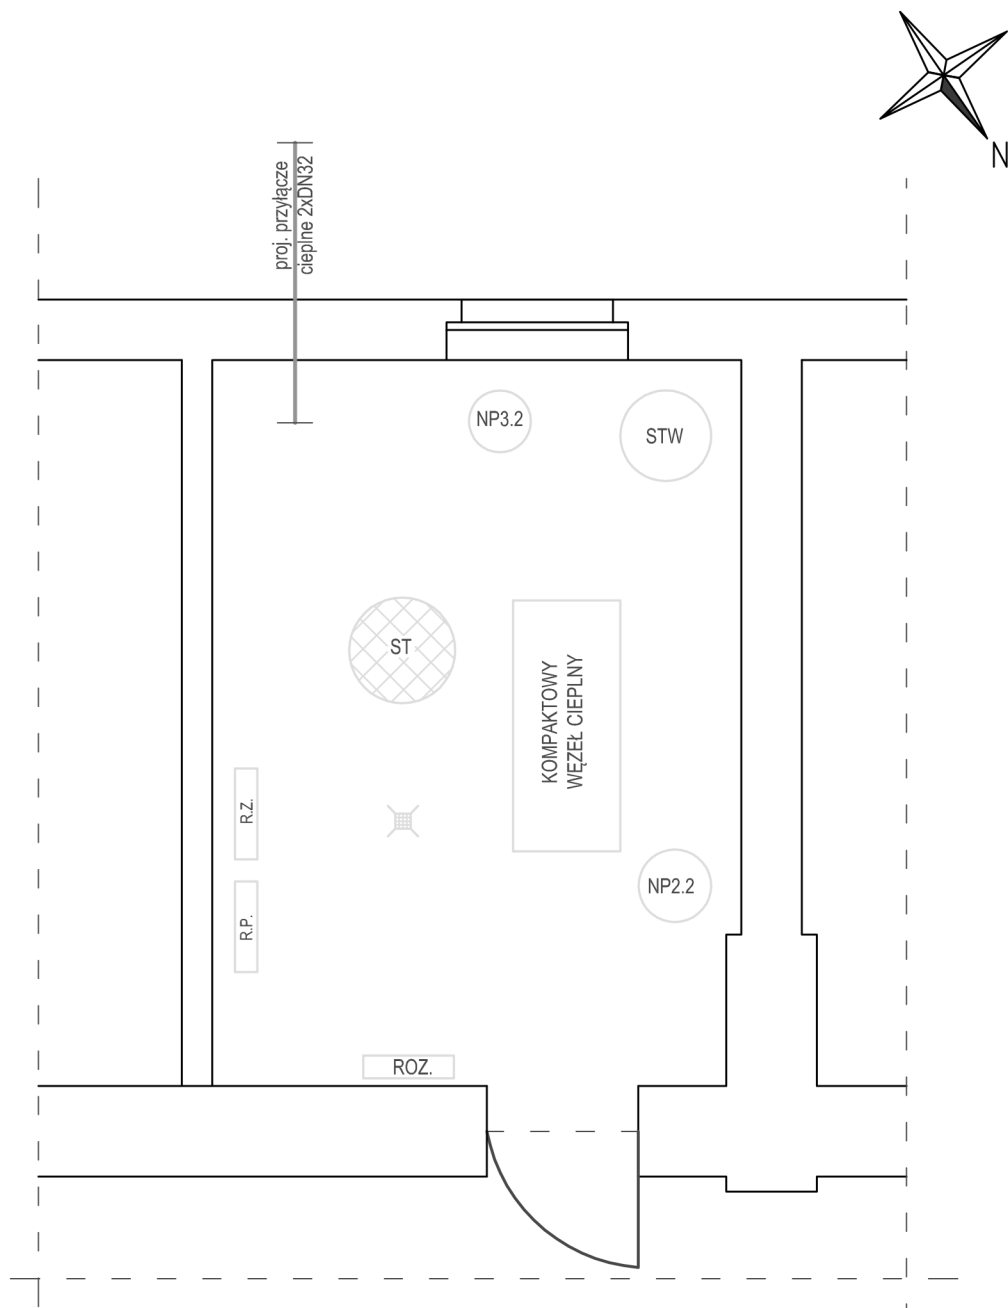 N
proj. przyłącze
cieplne 2xDN32
NP3.2
STW
ST
KOMPAKTOWY
WĘZEŁ CIEPLNY
R.Z.
NP2.2
R.P.
ROZ.